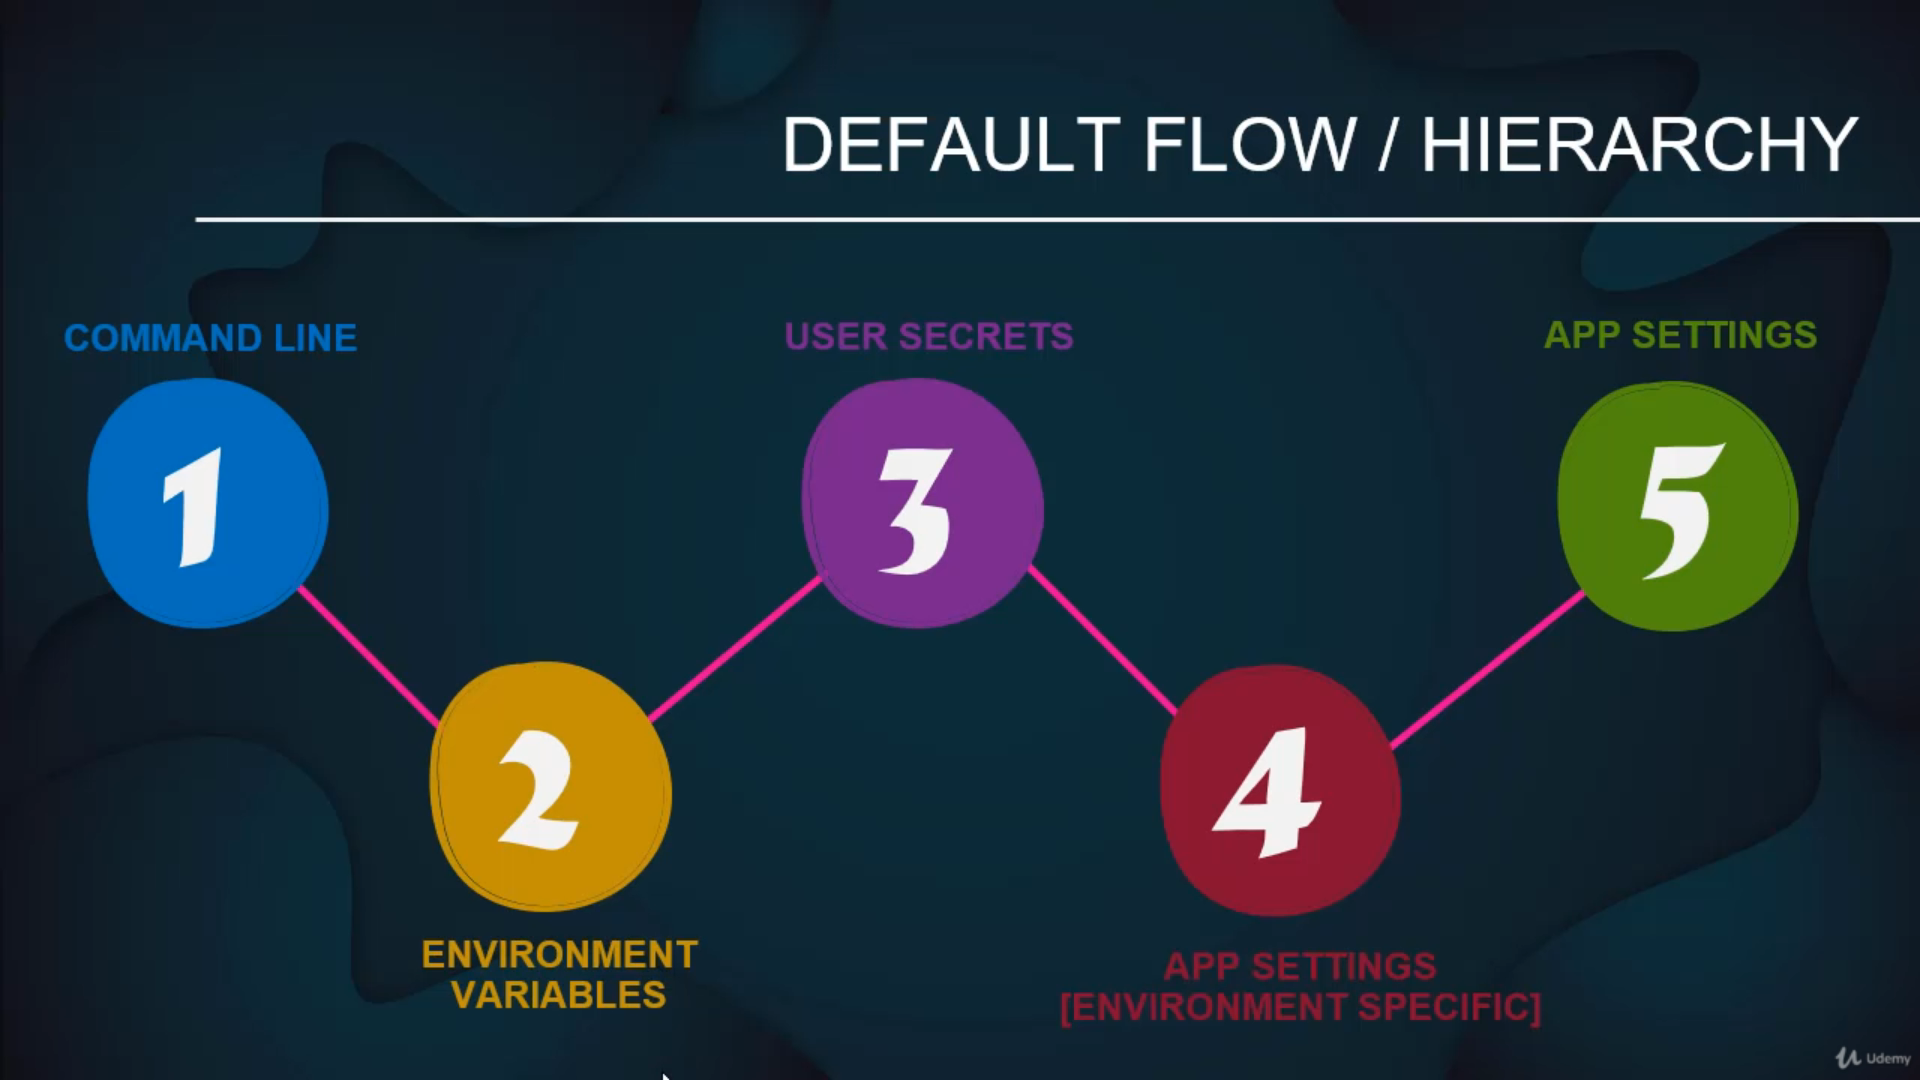 DEFAULT FLOW / HIERARCHY
COMMAND LINE
1
ENVIRONMENT
VARIABLES
2
USER SECRETS
3
APP SETTINGS
[ENVIRONMENT SPECIFIC]
4
APP SETTINGS
5
Udemy